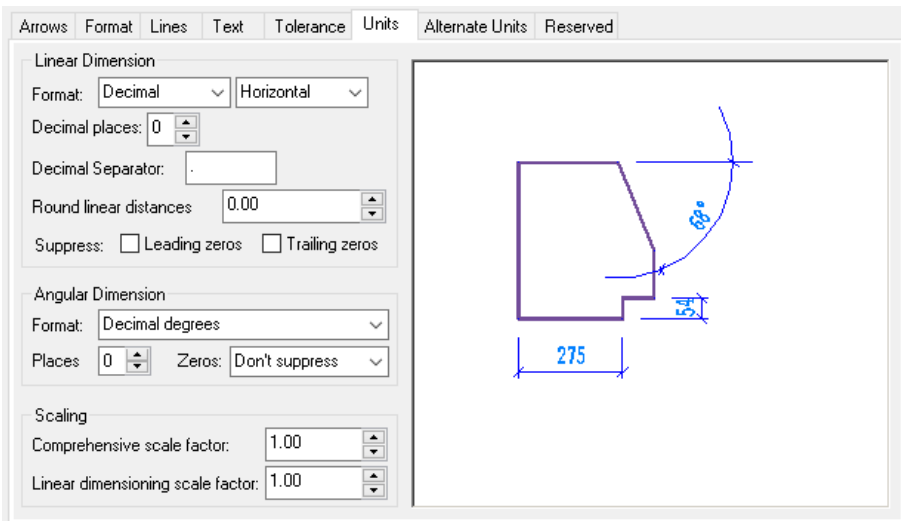 Arrows Format Lines Text Tolerance Units Alternate Units Reserved
Linear Dimension
Format: Decimal Horizontal
Decimal places: 0
Decimal Separator: .
Round linear distances 0.00
Suppress: Leading zeros Trailing zeros
Angular Dimension
Format: Decimal degrees
Places 0 Zeros: Don't suppress
Scaling
Comprehensive scale factor: 1.00
Linear dimensioning scale factor: 1.00
68°
54
275